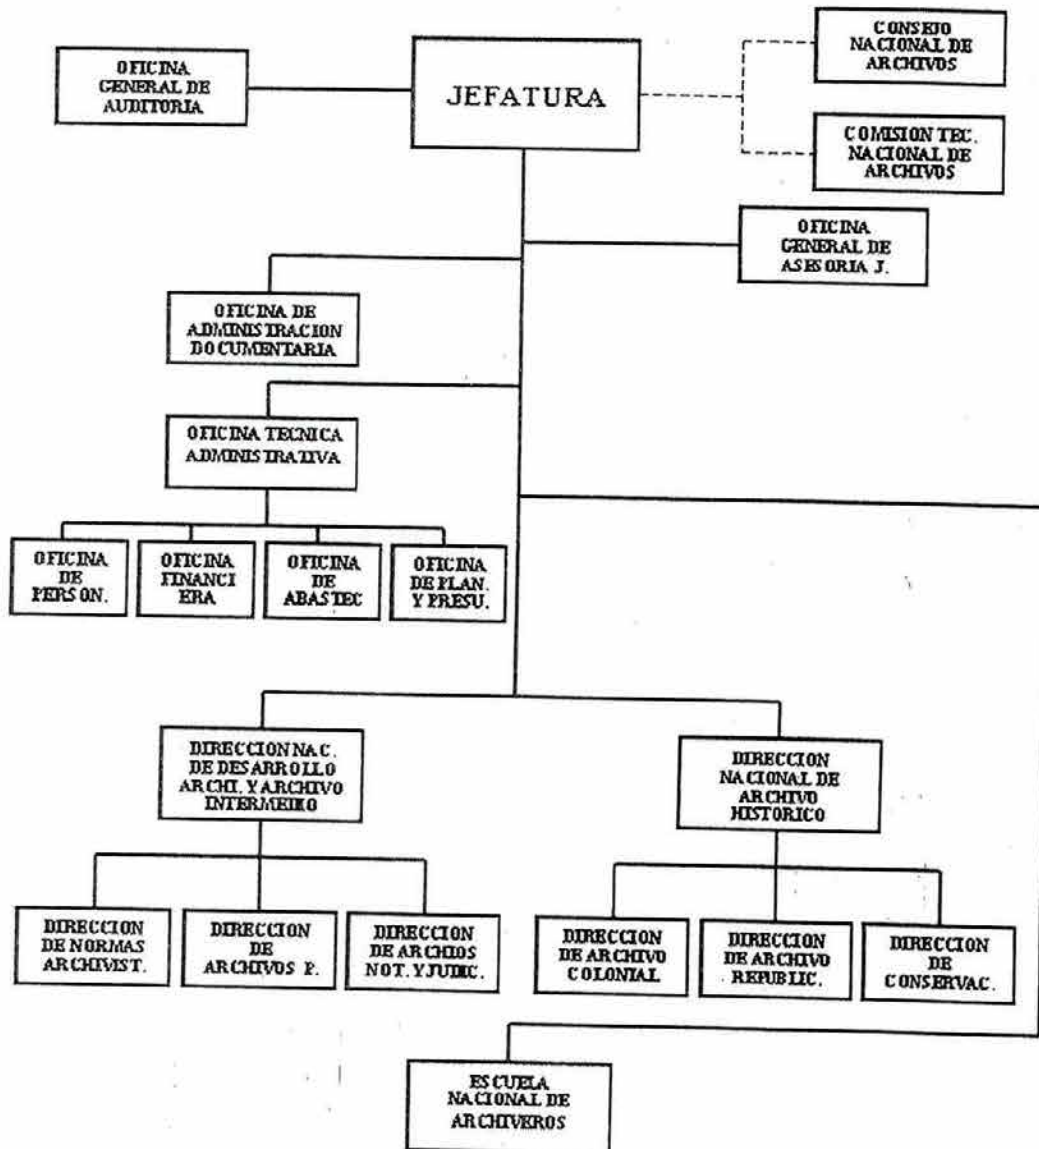 OFICINA
GENERAL DE
AUDITORIA
JEFATURA
CONSEJO
NACIONAL DE
ARCHIVOS
COMISION TEC.
NACIONAL DE
ARCHIVOS
OFICINA
GENERAL DE
ASESORIA J.
OFICINA DE
ADMINISTRACION
DOCUMENTARIA
OFICINA TECNICA
ADMINISTRATIVA
OFICINA
DE
PERSON.
OFICINA
FINANCI
ERA
OFICINA
DE
ABASTEC
OFICINA
DE PLAN.
Y PRESU.
DIRECCION NAC.
DE DESARROLLO
ARCHI. Y ARCHIVO
INTERMEDIO
DIRECCION
NACIONAL DE
ARCHIVO
HISTORICO
DIRECCION
DE NORMAS
ARCHIVIST.
DIRECCION
DE
ARCHIVOS P.
DIRECCION
DE ARCHIOS
NOT. Y JUDIC.
DIRECCION
DE ARCHIVO
COLONIAL
DIRECCION
DE ARCHIVO
REPUBLIC.
DIRECCION
DE
CONSERVAC.
ESCUELA
NACIONAL DE
ARCHIVEROS